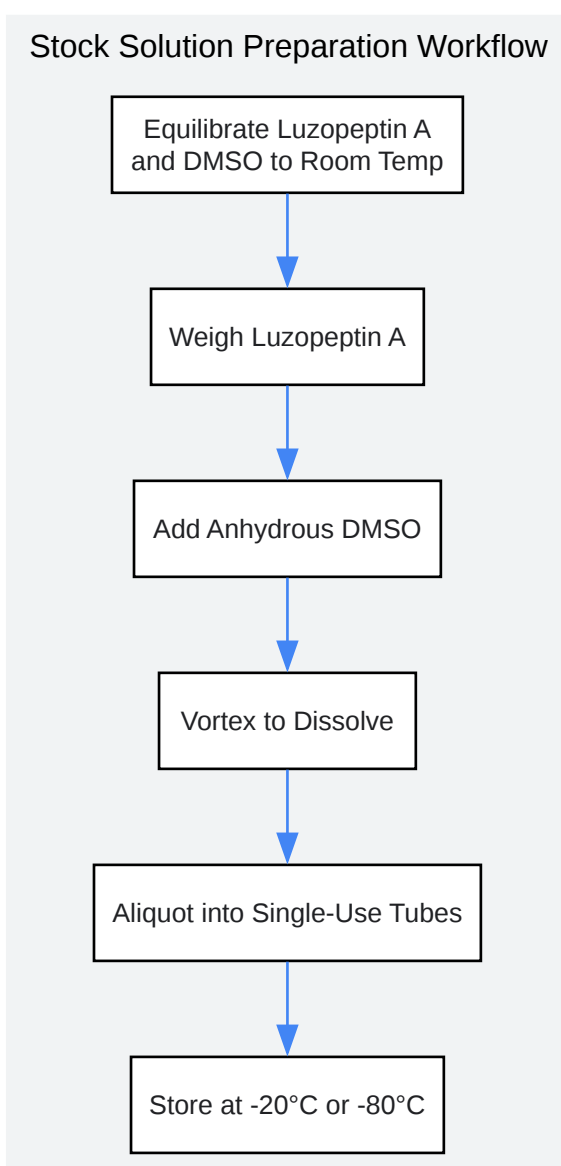 Stock Solution Preparation Workflow
Equilibrate Luzopeptin A
and DMSO to Room Temp
Weigh Luzopeptin A
Add Anhydrous DMSO
Vortex to Dissolve
Aliquot into Single-Use Tubes
Store at -20°C or -80°C